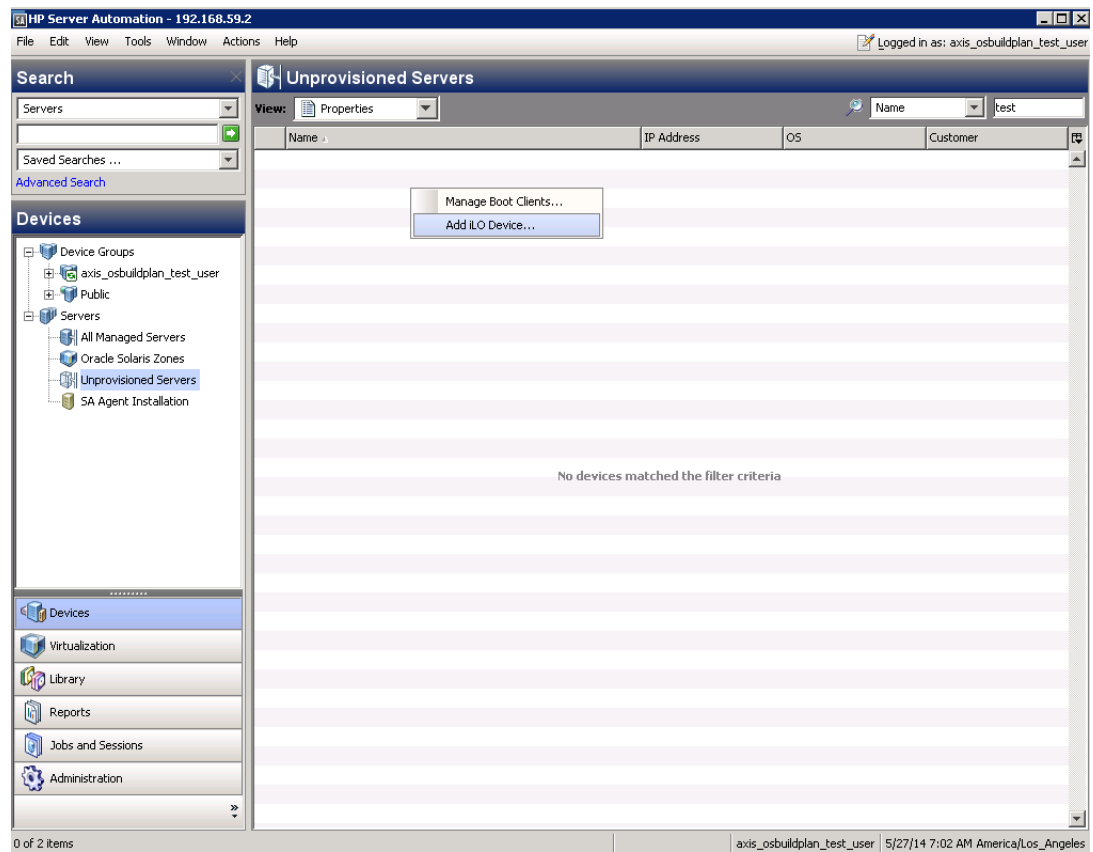 HP Server Automation - 192.168.59.2
File Edit View Tools Window Actions Help
Logged in as: axis_osbuildplan_test_user
Search
Servers
Saved Searches ...
Advanced Search
Unprovisioned Servers
View: Properties
Name
test
Name
IP Address
OS
Customer
Manage Boot Clients...
Add iLO Device...
Devices
Device Groups
axis_osbuildplan_test_user
Public
Servers
All Managed Servers
Oracle Solaris Zones
Unprovisioned Servers
SA Agent Installation
No devices matched the filter criteria
Devices
Virtualization
Library
Reports
Jobs and Sessions
Administration
0 of 2 items
axis_osbuildplan_test_user
5/27/14 7:02 AM America/Los_Angeles